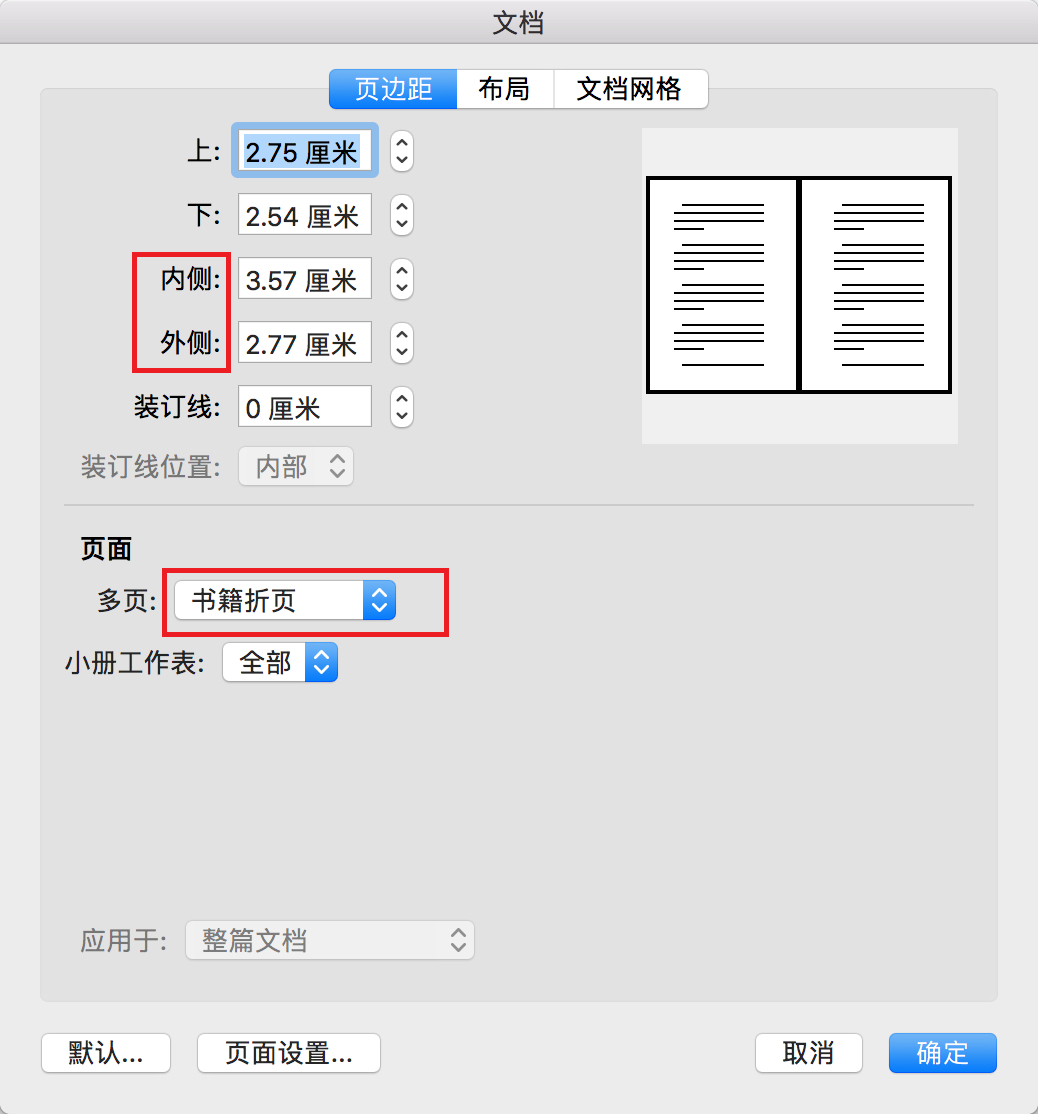 文档
页边距 布局 文档网格
上: 2.75 厘米
下: 2.54 厘米
内侧: 3.57 厘米
外侧: 2.77 厘米
装订线: 0 厘米
装订线位置: 内部
页面
多页: 书籍折页
小册工作表: 全部
应用于: 整篇文档
默认... 页面设置... 取消 确定